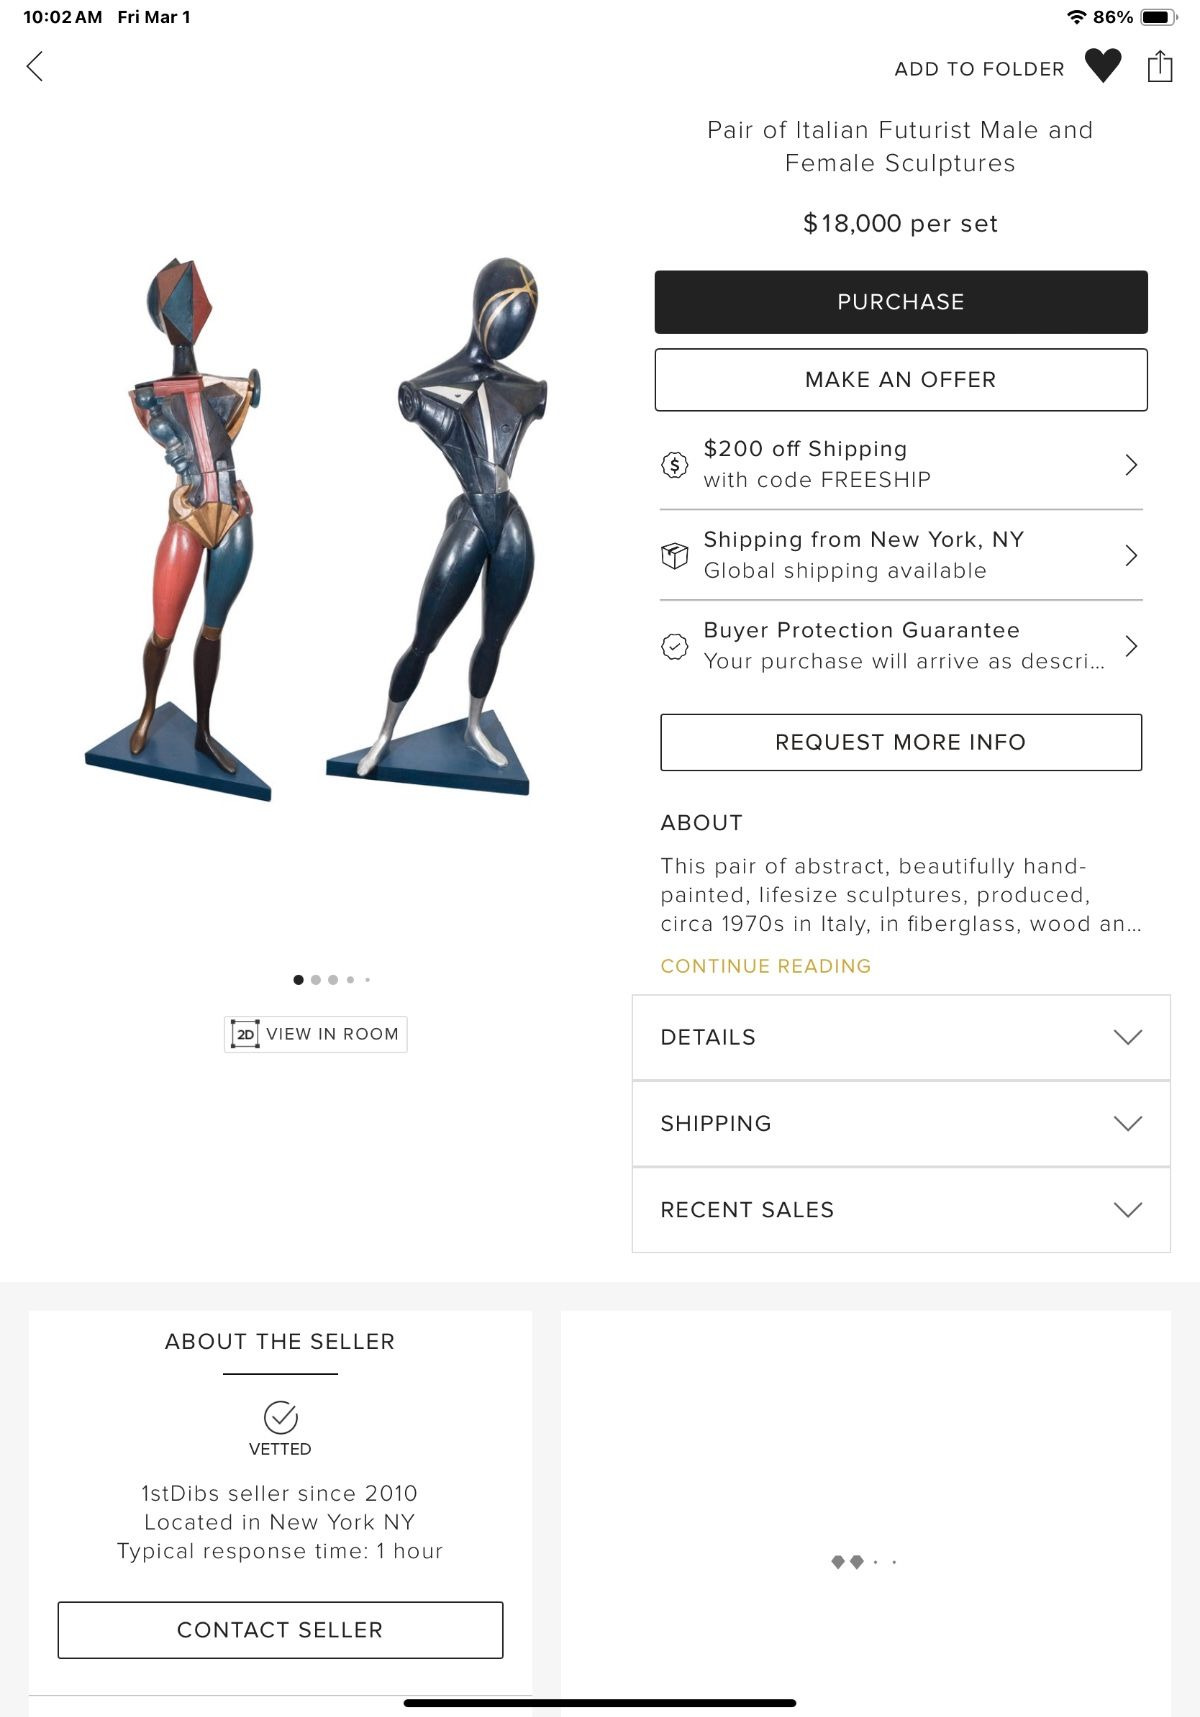 10:02 AM Fri Mar 1
86%
ADD TO FOLDER
Pair of Italian Futurist Male and
Female Sculptures
$18,000 per set
PURCHASE
MAKE AN OFFER
$200 off Shipping
with code FREESHIP
Shipping from New York, NY
Global shipping available
Buyer Protection Guarantee
Your purchase will arrive as descri...
REQUEST MORE INFO
ABOUT
This pair of abstract, beautifully hand-
painted, lifesize sculptures, produced,
circa 1970s in Italy, in fiberglass, wood an...
CONTINUE READING
2D VIEW IN ROOM
DETAILS
SHIPPING
RECENT SALES
ABOUT THE SELLER
VETTED
1stDibs seller since 2010
Located in New York NY
Typical response time: 1 hour
CONTACT SELLER